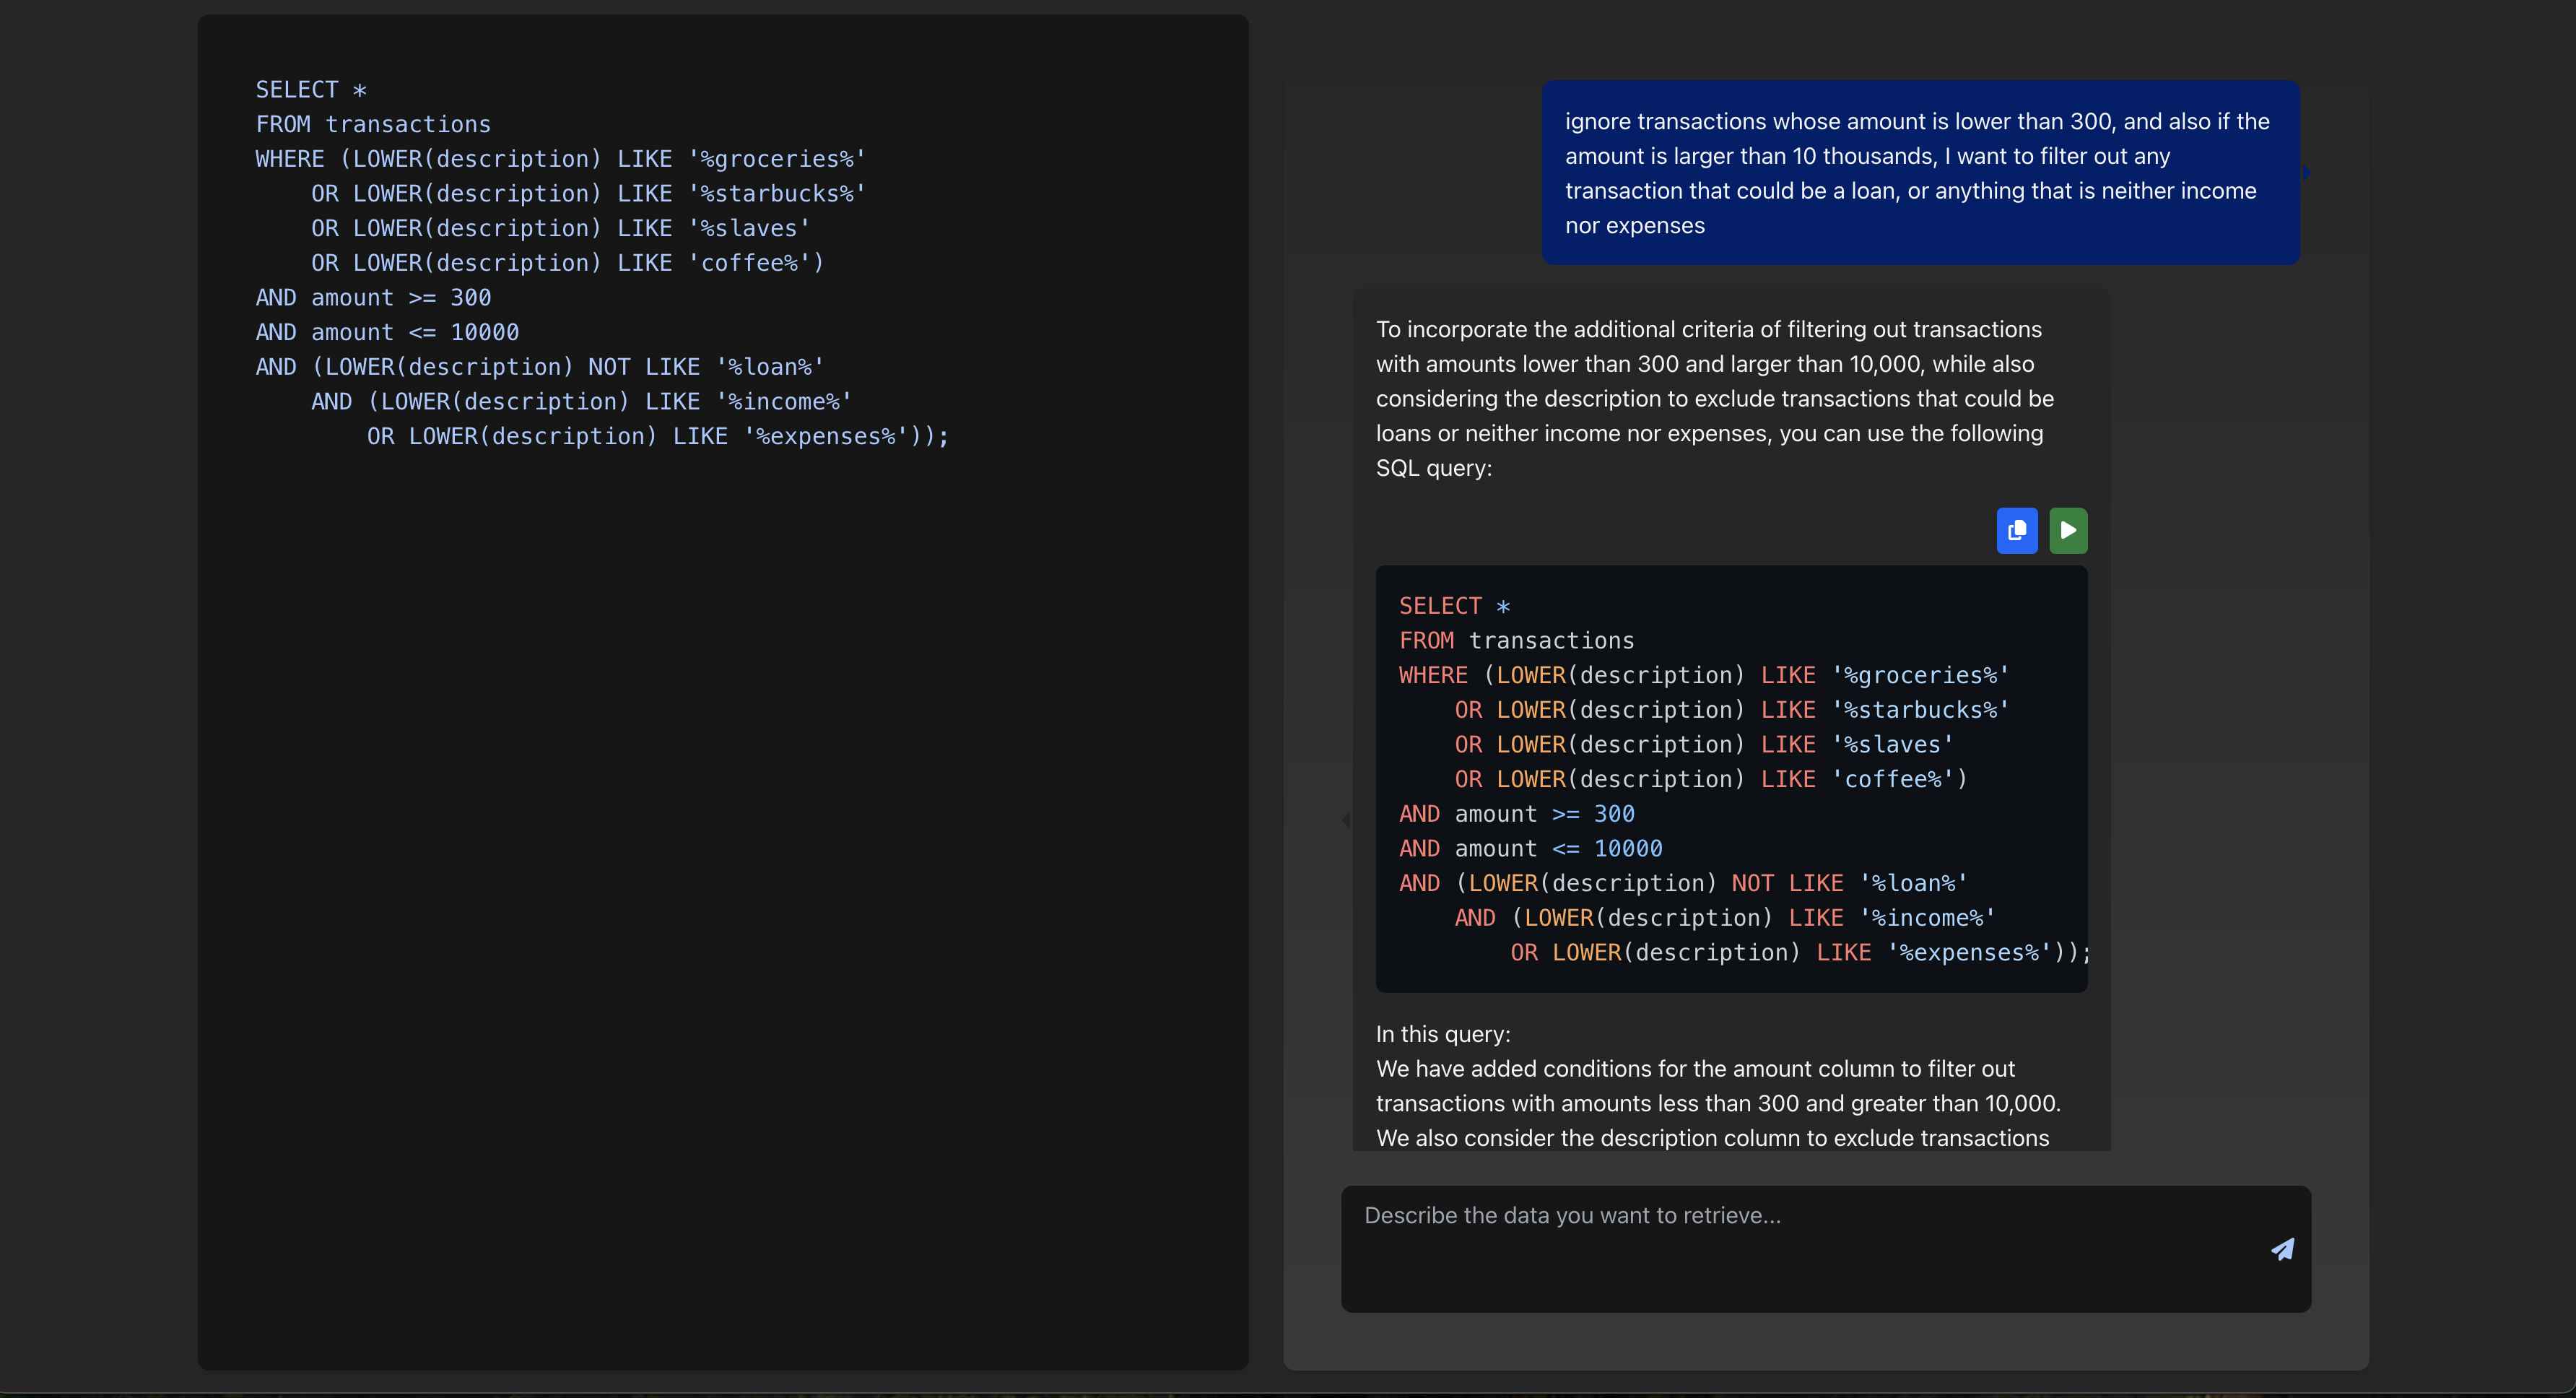 SELECT *
FROM transactions
WHERE (LOWER(description) LIKE '%groceries%'
    OR LOWER(description) LIKE '%starbucks%'
    OR LOWER(description) LIKE '%slaves'
    OR LOWER(description) LIKE 'coffee%')
AND amount >= 300
AND amount <= 10000
AND (LOWER(description) NOT LIKE '%loan%'
    AND (LOWER(description) LIKE '%income%'
        OR LOWER(description) LIKE '%expenses%'));
ignore transactions whose amount is lower than 300, and also if the
amount is larger than 10 thousands, I want to filter out any
transaction that could be a loan, or anything that is neither income
nor expenses
To incorporate the additional criteria of filtering out transactions
with amounts lower than 300 and larger than 10,000, while also
considering the description to exclude transactions that could be
loans or neither income nor expenses, you can use the following
SQL query:
SELECT *
FROM transactions
WHERE (LOWER(description) LIKE '%groceries%'
    OR LOWER(description) LIKE '%starbucks%'
    OR LOWER(description) LIKE '%slaves'
    OR LOWER(description) LIKE 'coffee%')
AND amount >= 300
AND amount <= 10000
AND (LOWER(description) NOT LIKE '%loan%'
    AND (LOWER(description) LIKE '%income%'
        OR LOWER(description) LIKE '%expenses%'));
In this query:
We have added conditions for the amount column to filter out
transactions with amounts less than 300 and greater than 10,000.
We also consider the description column to exclude transactions
Describe the data you want to retrieve...